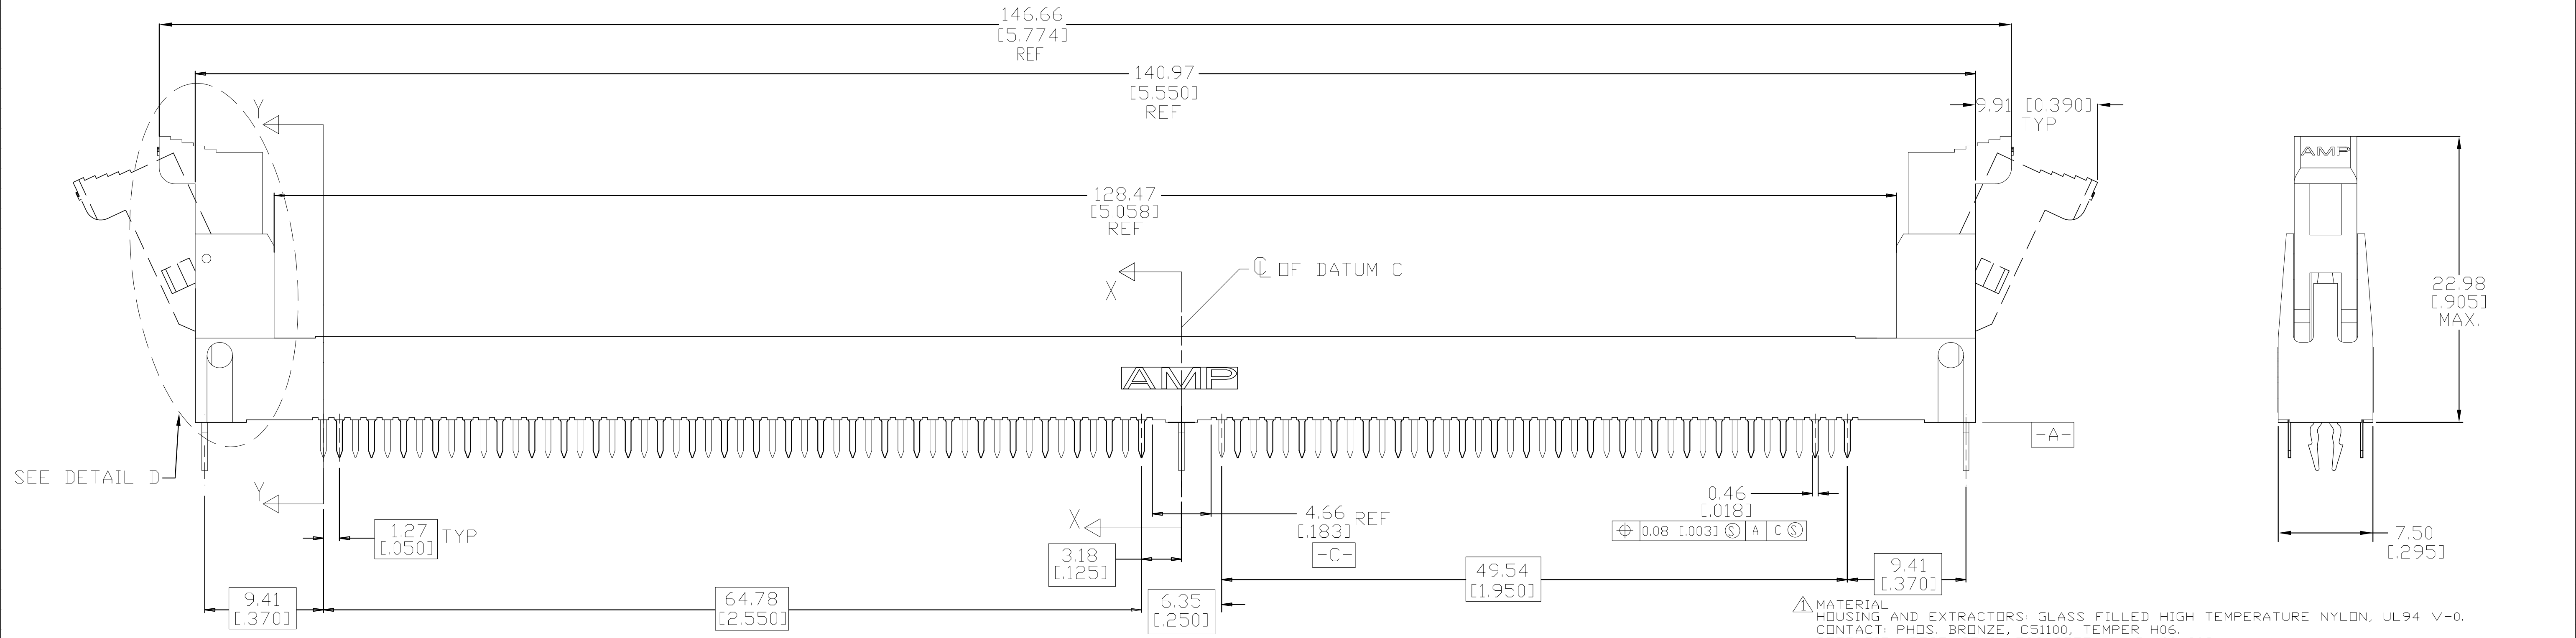 146.66
[5.774]
REF
140.97
[5.550]
REF
9.91 [0.390]
TYP
Y
AMP
128.47
[5.058]
REF
℄ OF DATUM C
X
22.98
[.905]
MAX.
AMP
-A-
SEE DETAIL D
Y
1.27
[.050]
TYP
X
4.66
[.183]
REF
-C-
0.46
[.018]
⌖ 0.08 [.003] Ⓢ A C Ⓢ
3.18
[.125]
7.50
[.295]
9.41
[.370]
64.78
[2.550]
6.35
[.250]
49.54
[1.950]
9.41
[.370]
1 MATERIAL
HOUSING AND EXTRACTORS: GLASS FILLED HIGH TEMPERATURE NYLON, UL94 V-0.
CONTACT: PHOS. BRONZE, C51100, TEMPER H06.